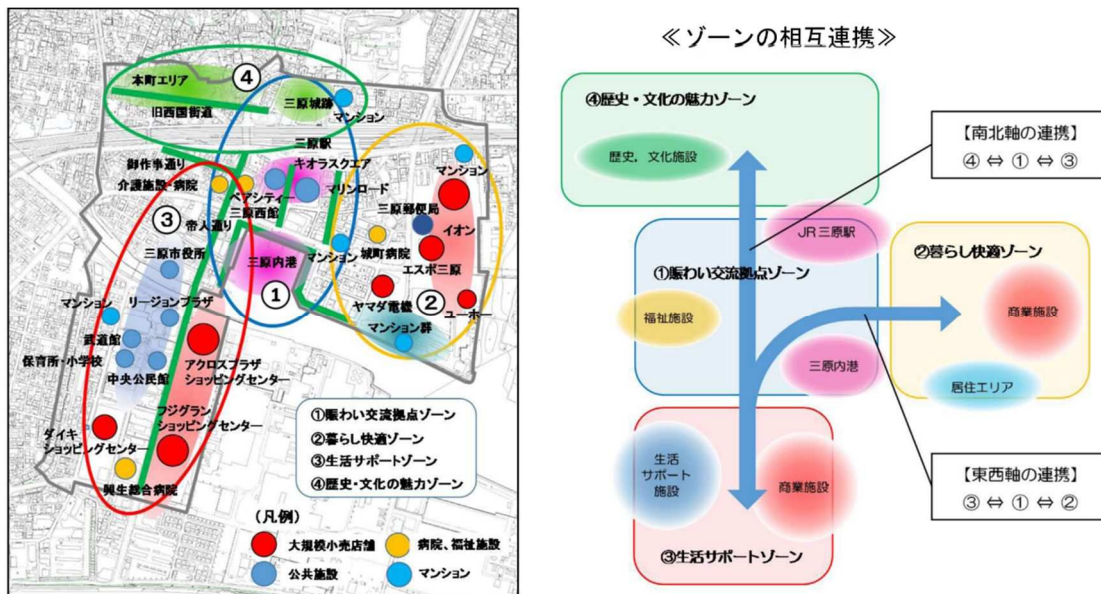 本町エリア
④
旧西国街道
三原城跡
マンション
三原駅
御作事通り
キオラスクエア
マンション
介護施設・病院
ペアシティー
三原西館
マリンロード
③
帝人通り
三原郵便局
イオン
三原市役所
三原内港
マンション
城町病院
エスポ三原
マンション
リージョンプラザ
①
ヤマダ電機
②
ユーホー
武道館
マンション群
保育所・小学校
中央公民館
アクロスプラザ
ショッピングセンター
フジグラン
ショッピングセンター
ダイキ
ショッピングセンター
興生総合病院
①賑わい交流拠点ゾーン
②暮らし快適ゾーン
③生活サポートゾーン
④歴史・文化の魅力ゾーン
(凡例)
大規模小売店舗
病院、福祉施設
公共施設
マンション
≪ゾーンの相互連携≫
④歴史・文化の魅力ゾーン
歴史，文化施設
【南北軸の連携】
④ ⇔ ① ⇔ ③
JR三原駅
①賑わい交流拠点ゾーン
②暮らし快適ゾーン
福祉施設
商業施設
三原内港
居住エリア
生活
サポート
施設
商業施設
【東西軸の連携】
③ ⇔ ① ⇔ ②
③生活サポートゾーン